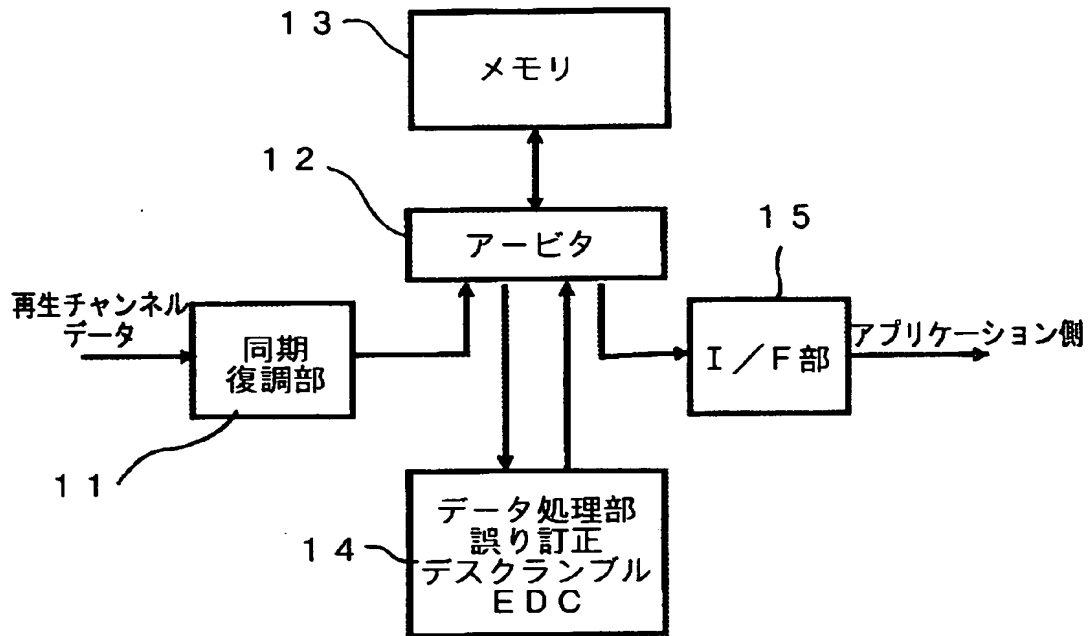 １３
メモリ
１２
アービタ
１５
再生チャンネル
データ
同期
復調部
Ｉ／Ｆ部
アプリケーション側
１１
１４
データ処理部
誤り訂正
デスクランブル
ＥＤＣ